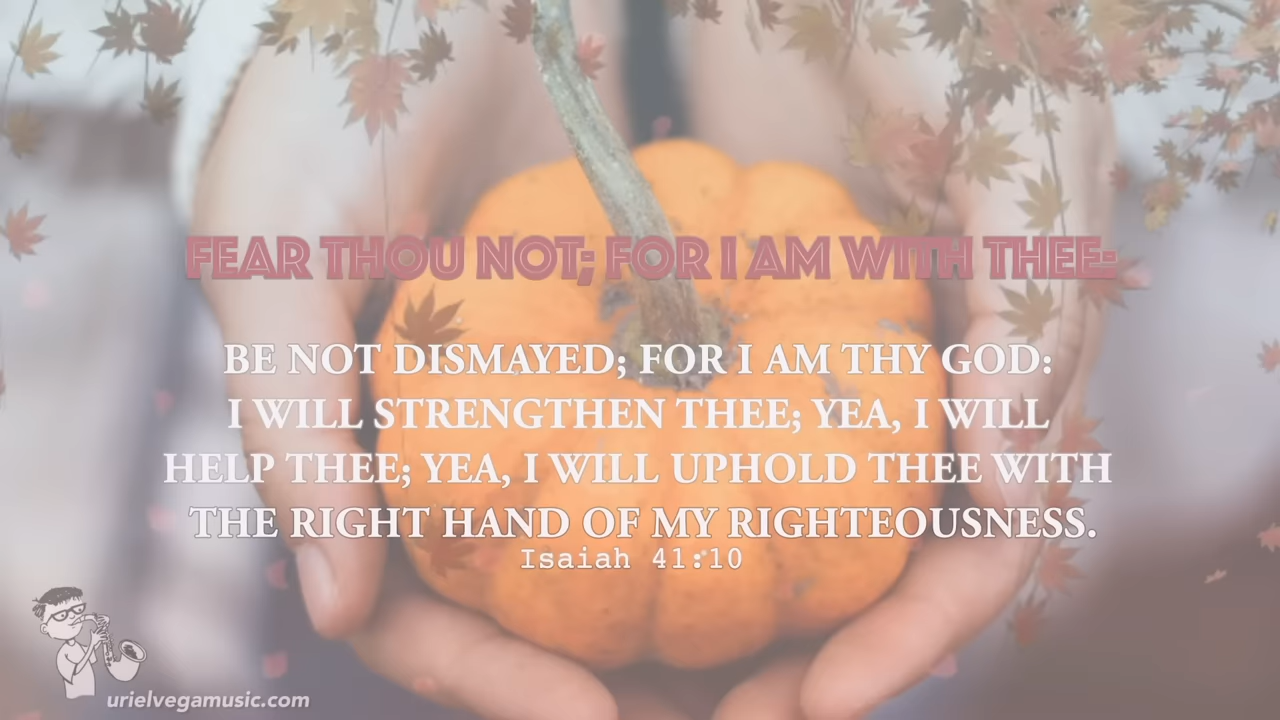 FEAR THOU NOT; FOR I AM WITH THEE:
BE NOT DISMAYED; FOR I AM THY GOD:
I WILL STRENGTHEN THEE; YEA, I WILL
HELP THEE; YEA, I WILL UPHOLD THEE WITH
THE RIGHT HAND OF MY RIGHTEOUSNESS.
Isaiah 41:10
urielvegamusic.com